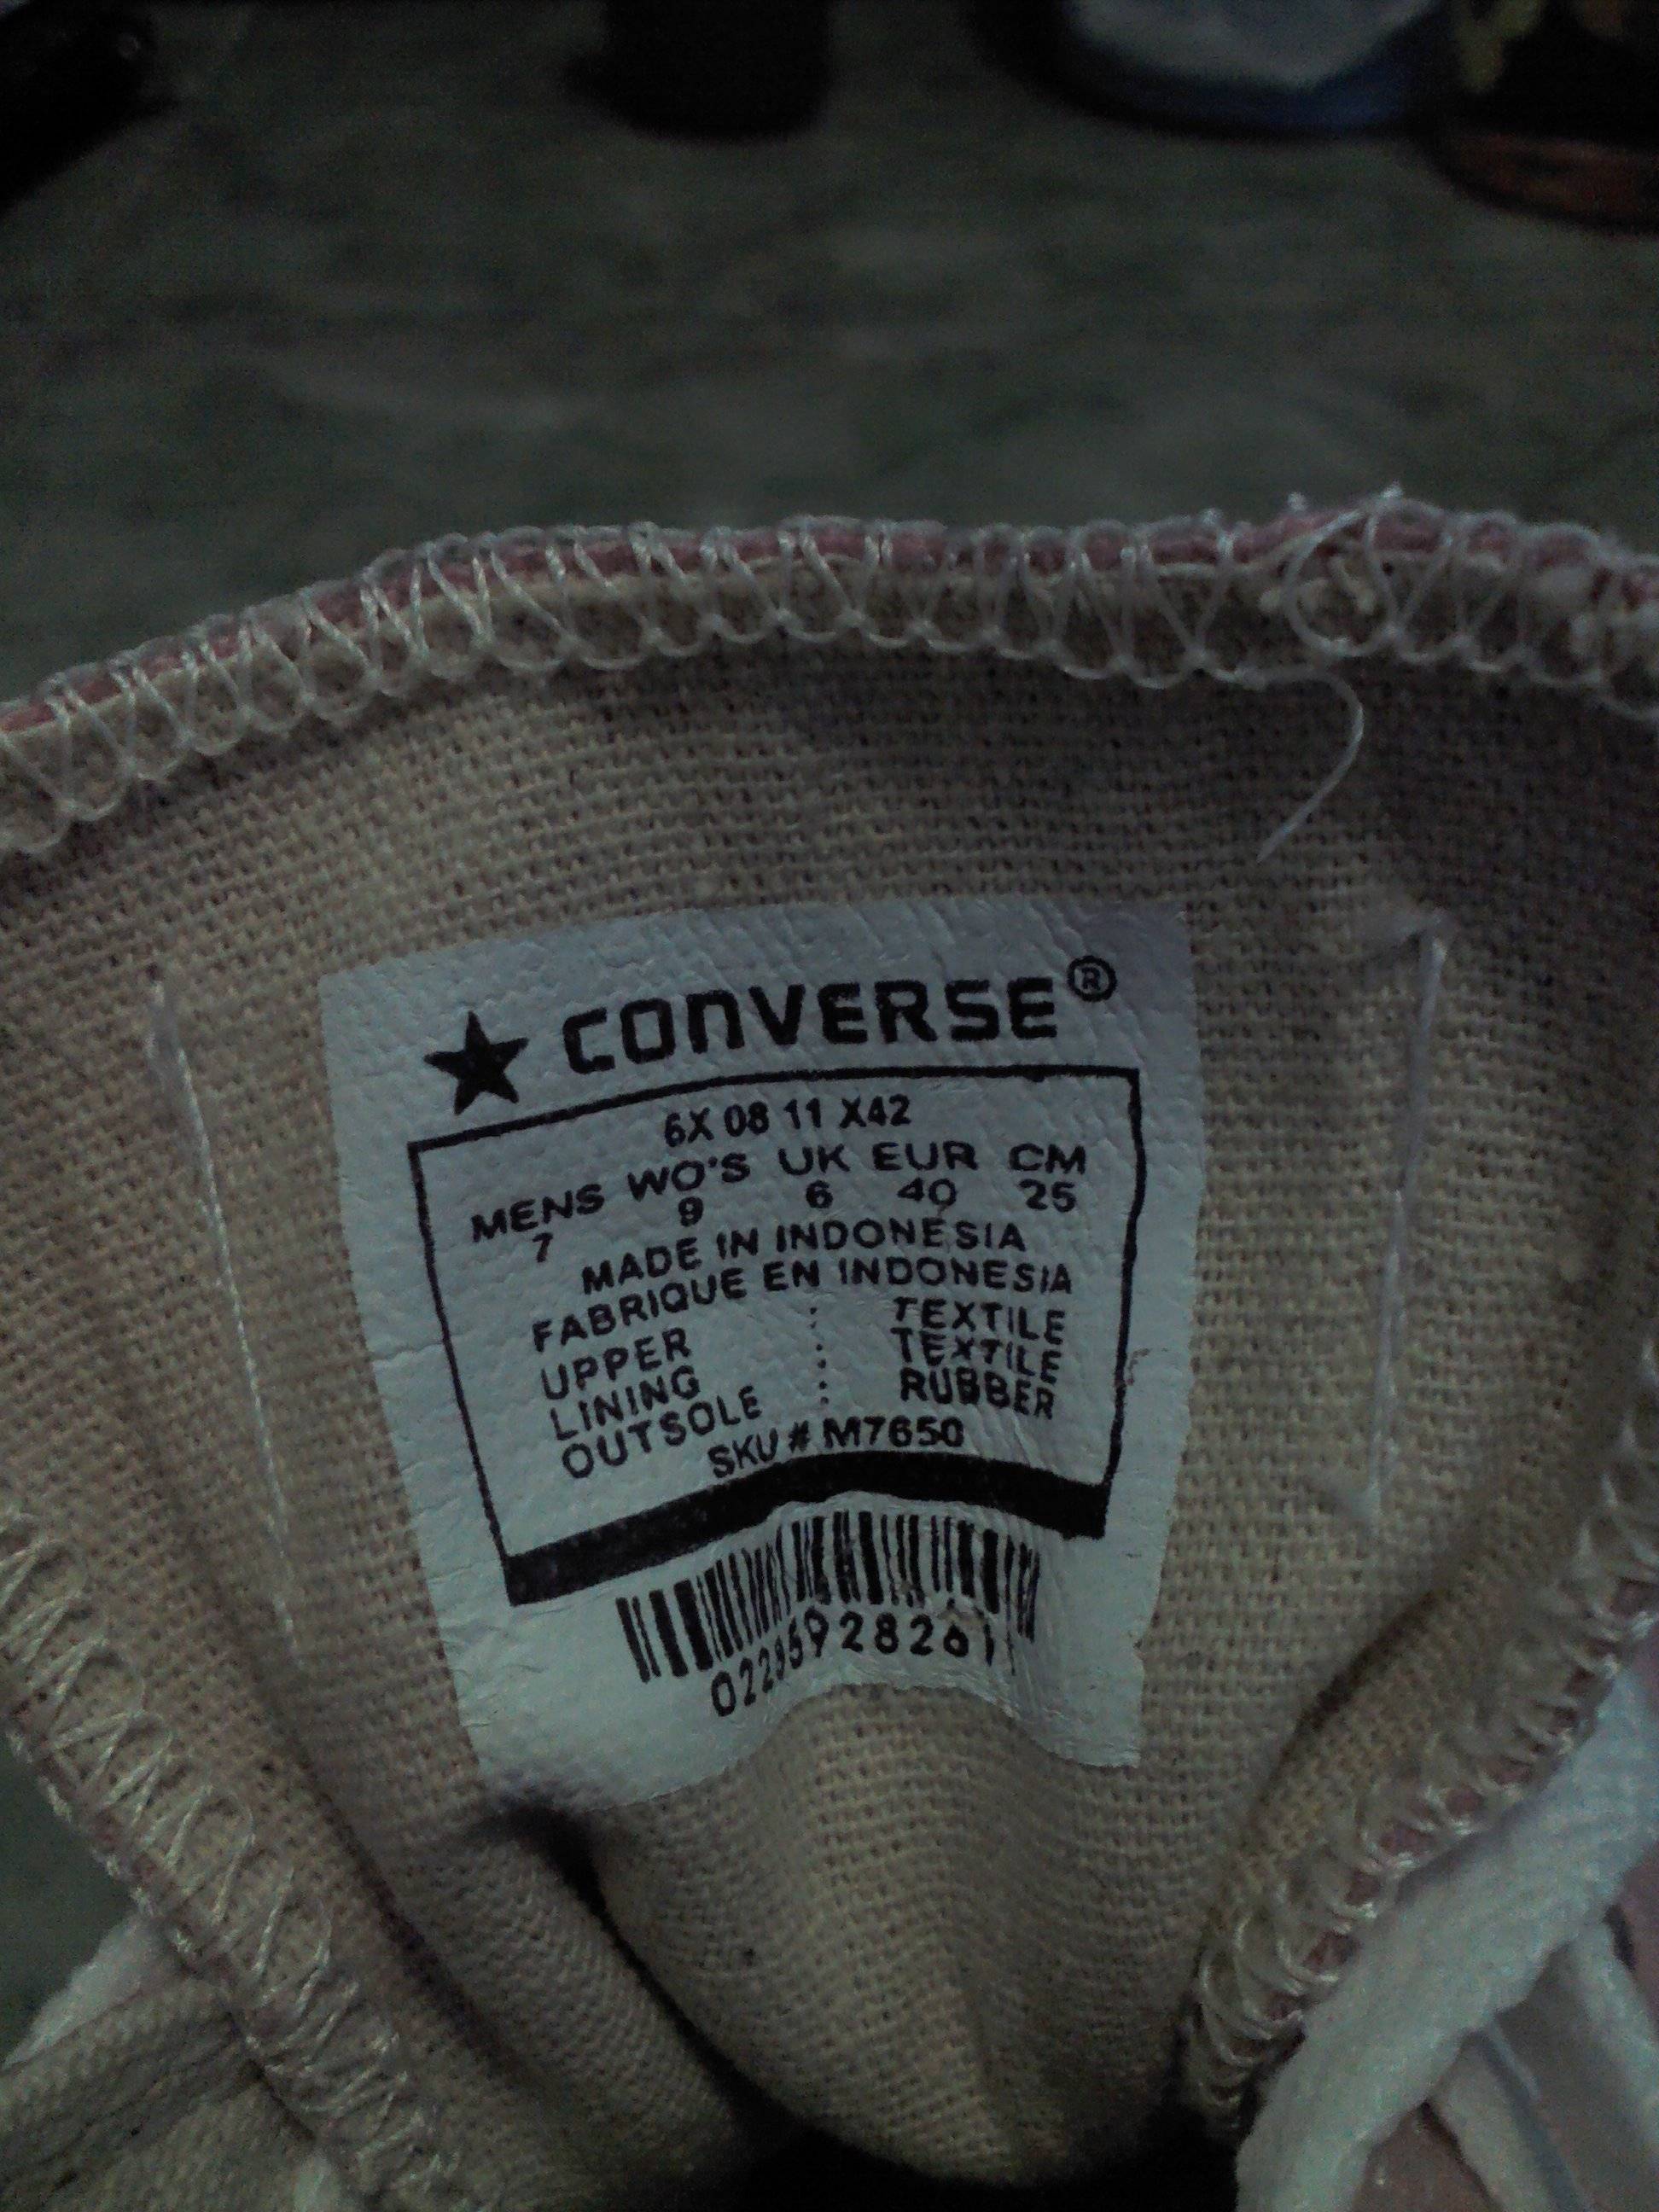 CONVERSE®
6X 08 11 X42
MENS WO'S UK EUR CM
7 9 6 40 25
MADE IN INDONESIA
FABRIQUE EN INDONESIA
UPPER : TEXTILE
LINING : TEXTILE
OUTSOLE : RUBBER
SKU # M7650